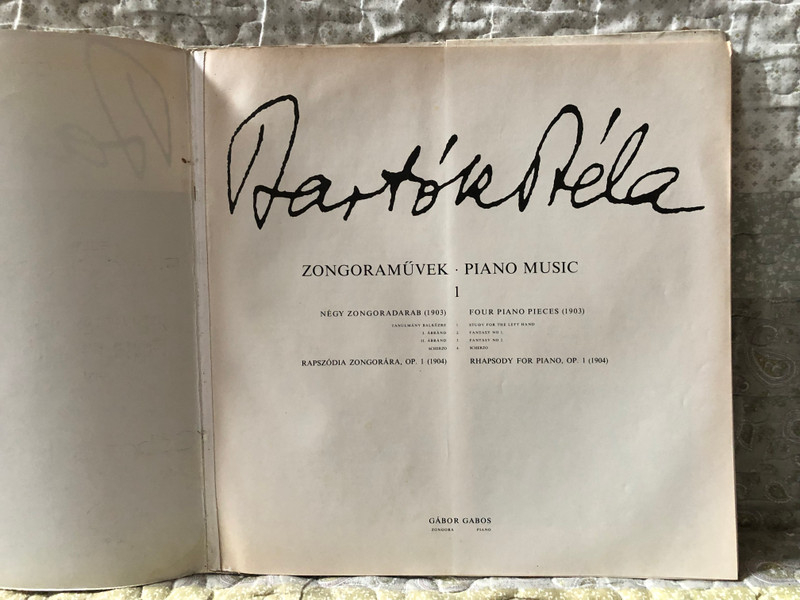 Bartók Béla
ZONGORAMŰVEK · PIANO MUSIC
1
NÉGY ZONGORADARAB (1903) FOUR PIANO PIECES (1903)
TANULMÁNY BALKÉZRE 1. STUDY FOR THE LEFT HAND
I. ÁBRÁND 2. FANTASY NO 1.
II. ÁBRÁND 3. FANTASY NO 2.
SCHERZO 4. SCHERZO
RAPSZÓDIA ZONGORÁRA, OP. 1 (1904) RHAPSODY FOR PIANO, OP. 1 (1904)
GÁBOR GABOS
ZONGORA PIANO